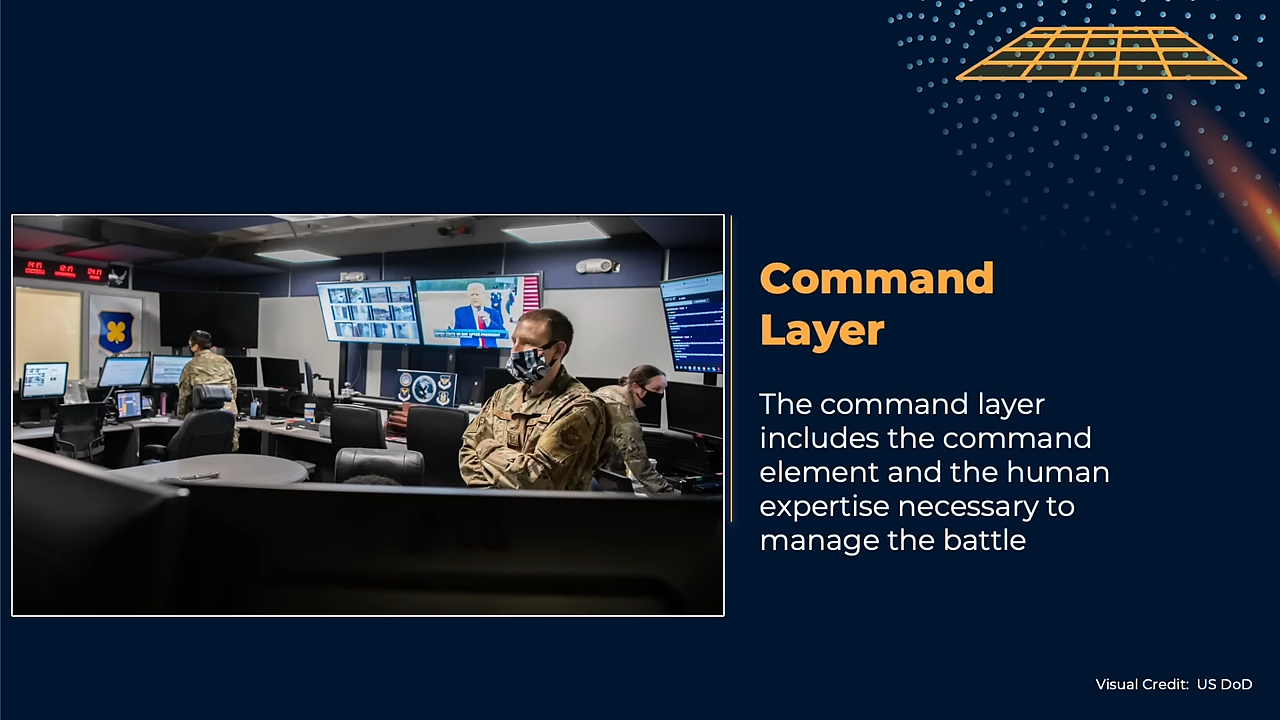 Command
Layer
The command layer
includes the command
element and the human
expertise necessary to
manage the battle
Visual Credit: US DoD